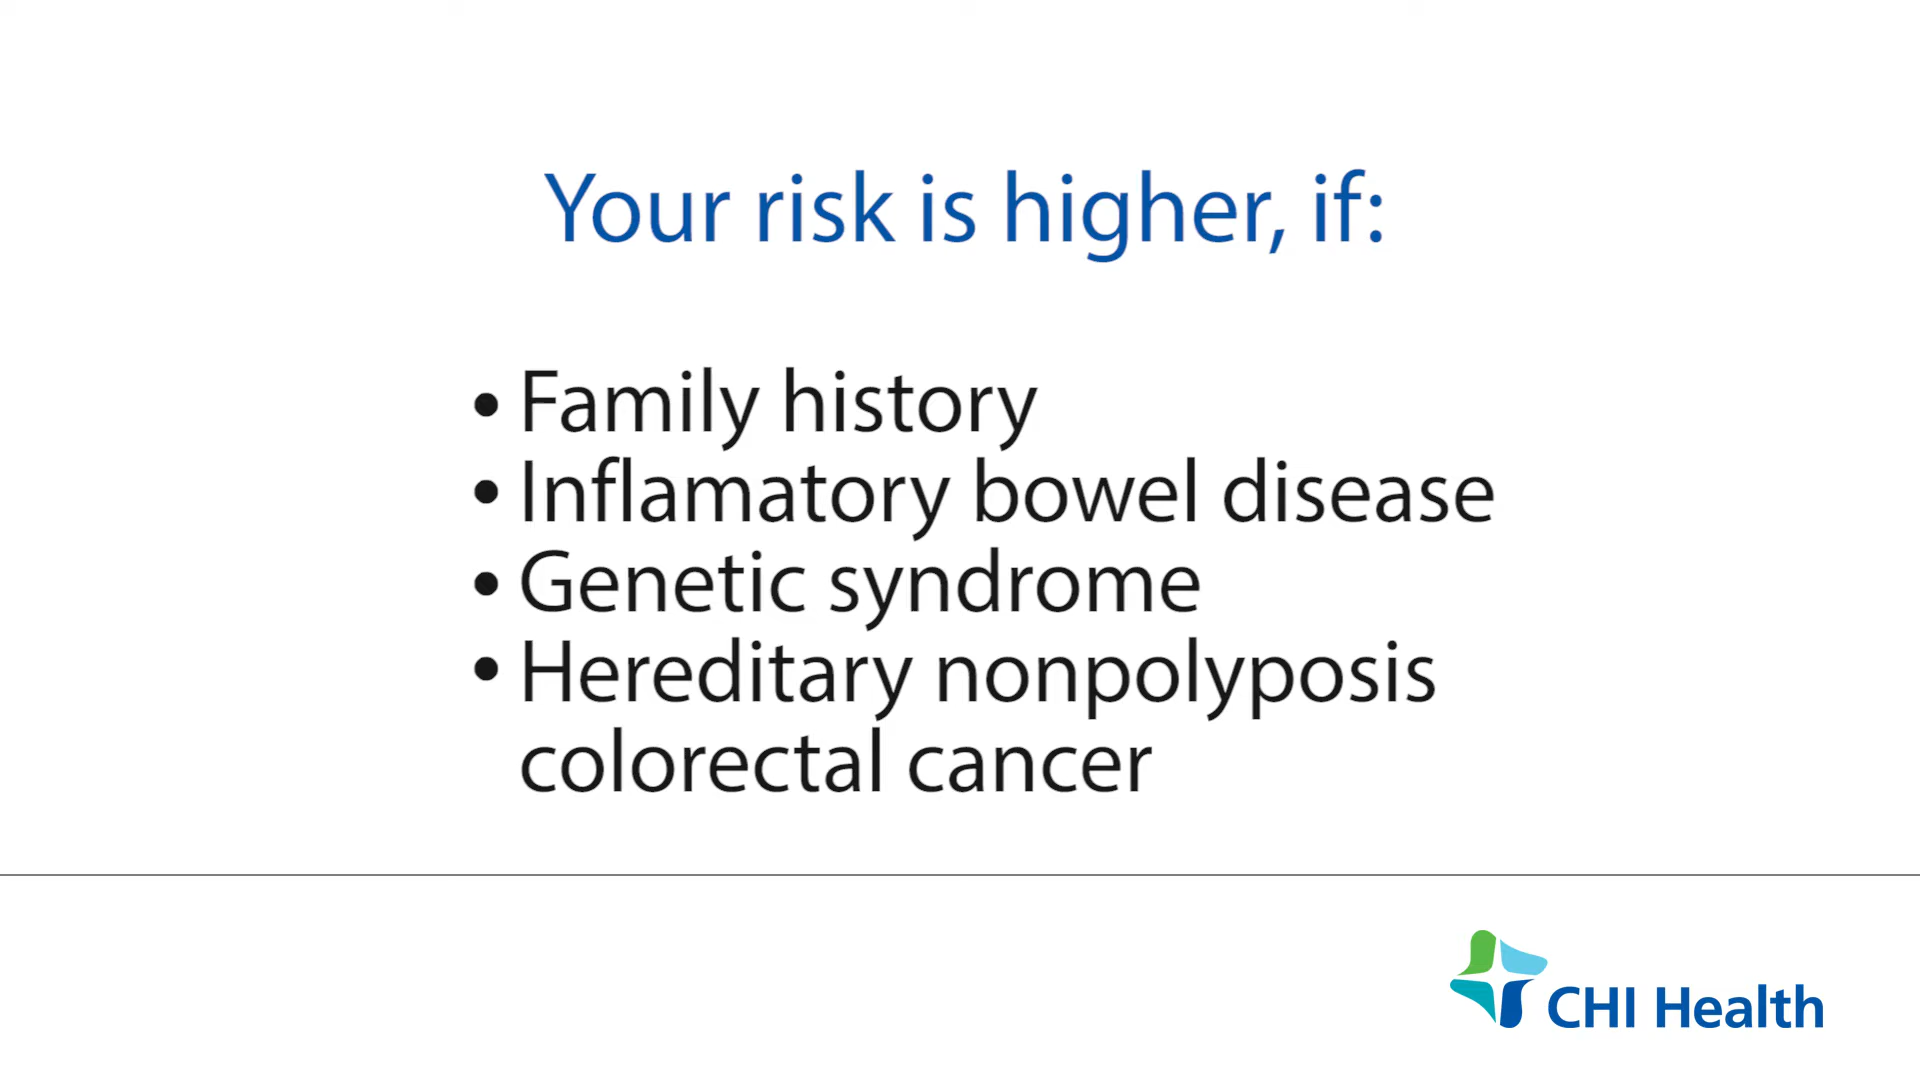 Your risk is higher, if:
• Family history
• Inflamatory bowel disease
• Genetic syndrome
• Hereditary nonpolyposis
colorectal cancer
CHI Health